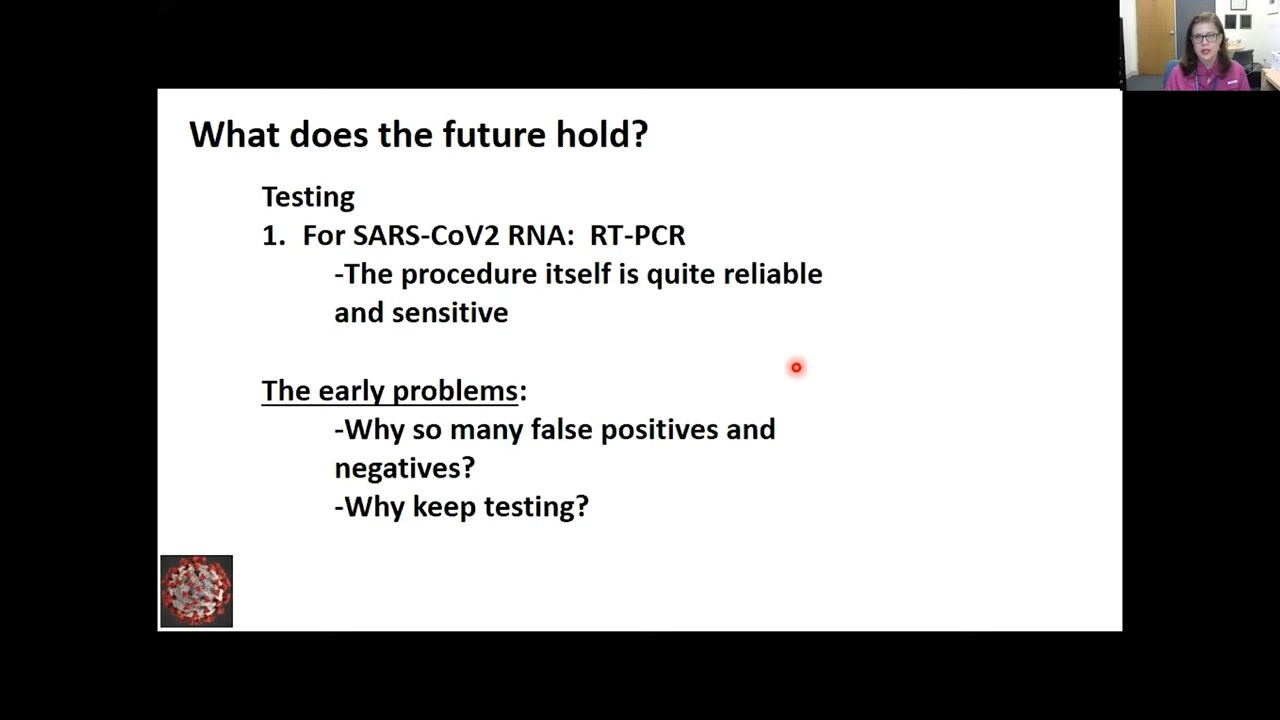 What does the future hold?
Testing
1. For SARS-CoV2 RNA: RT-PCR
-The procedure itself is quite reliable
and sensitive
The early problems:
-Why so many false positives and
negatives?
-Why keep testing?